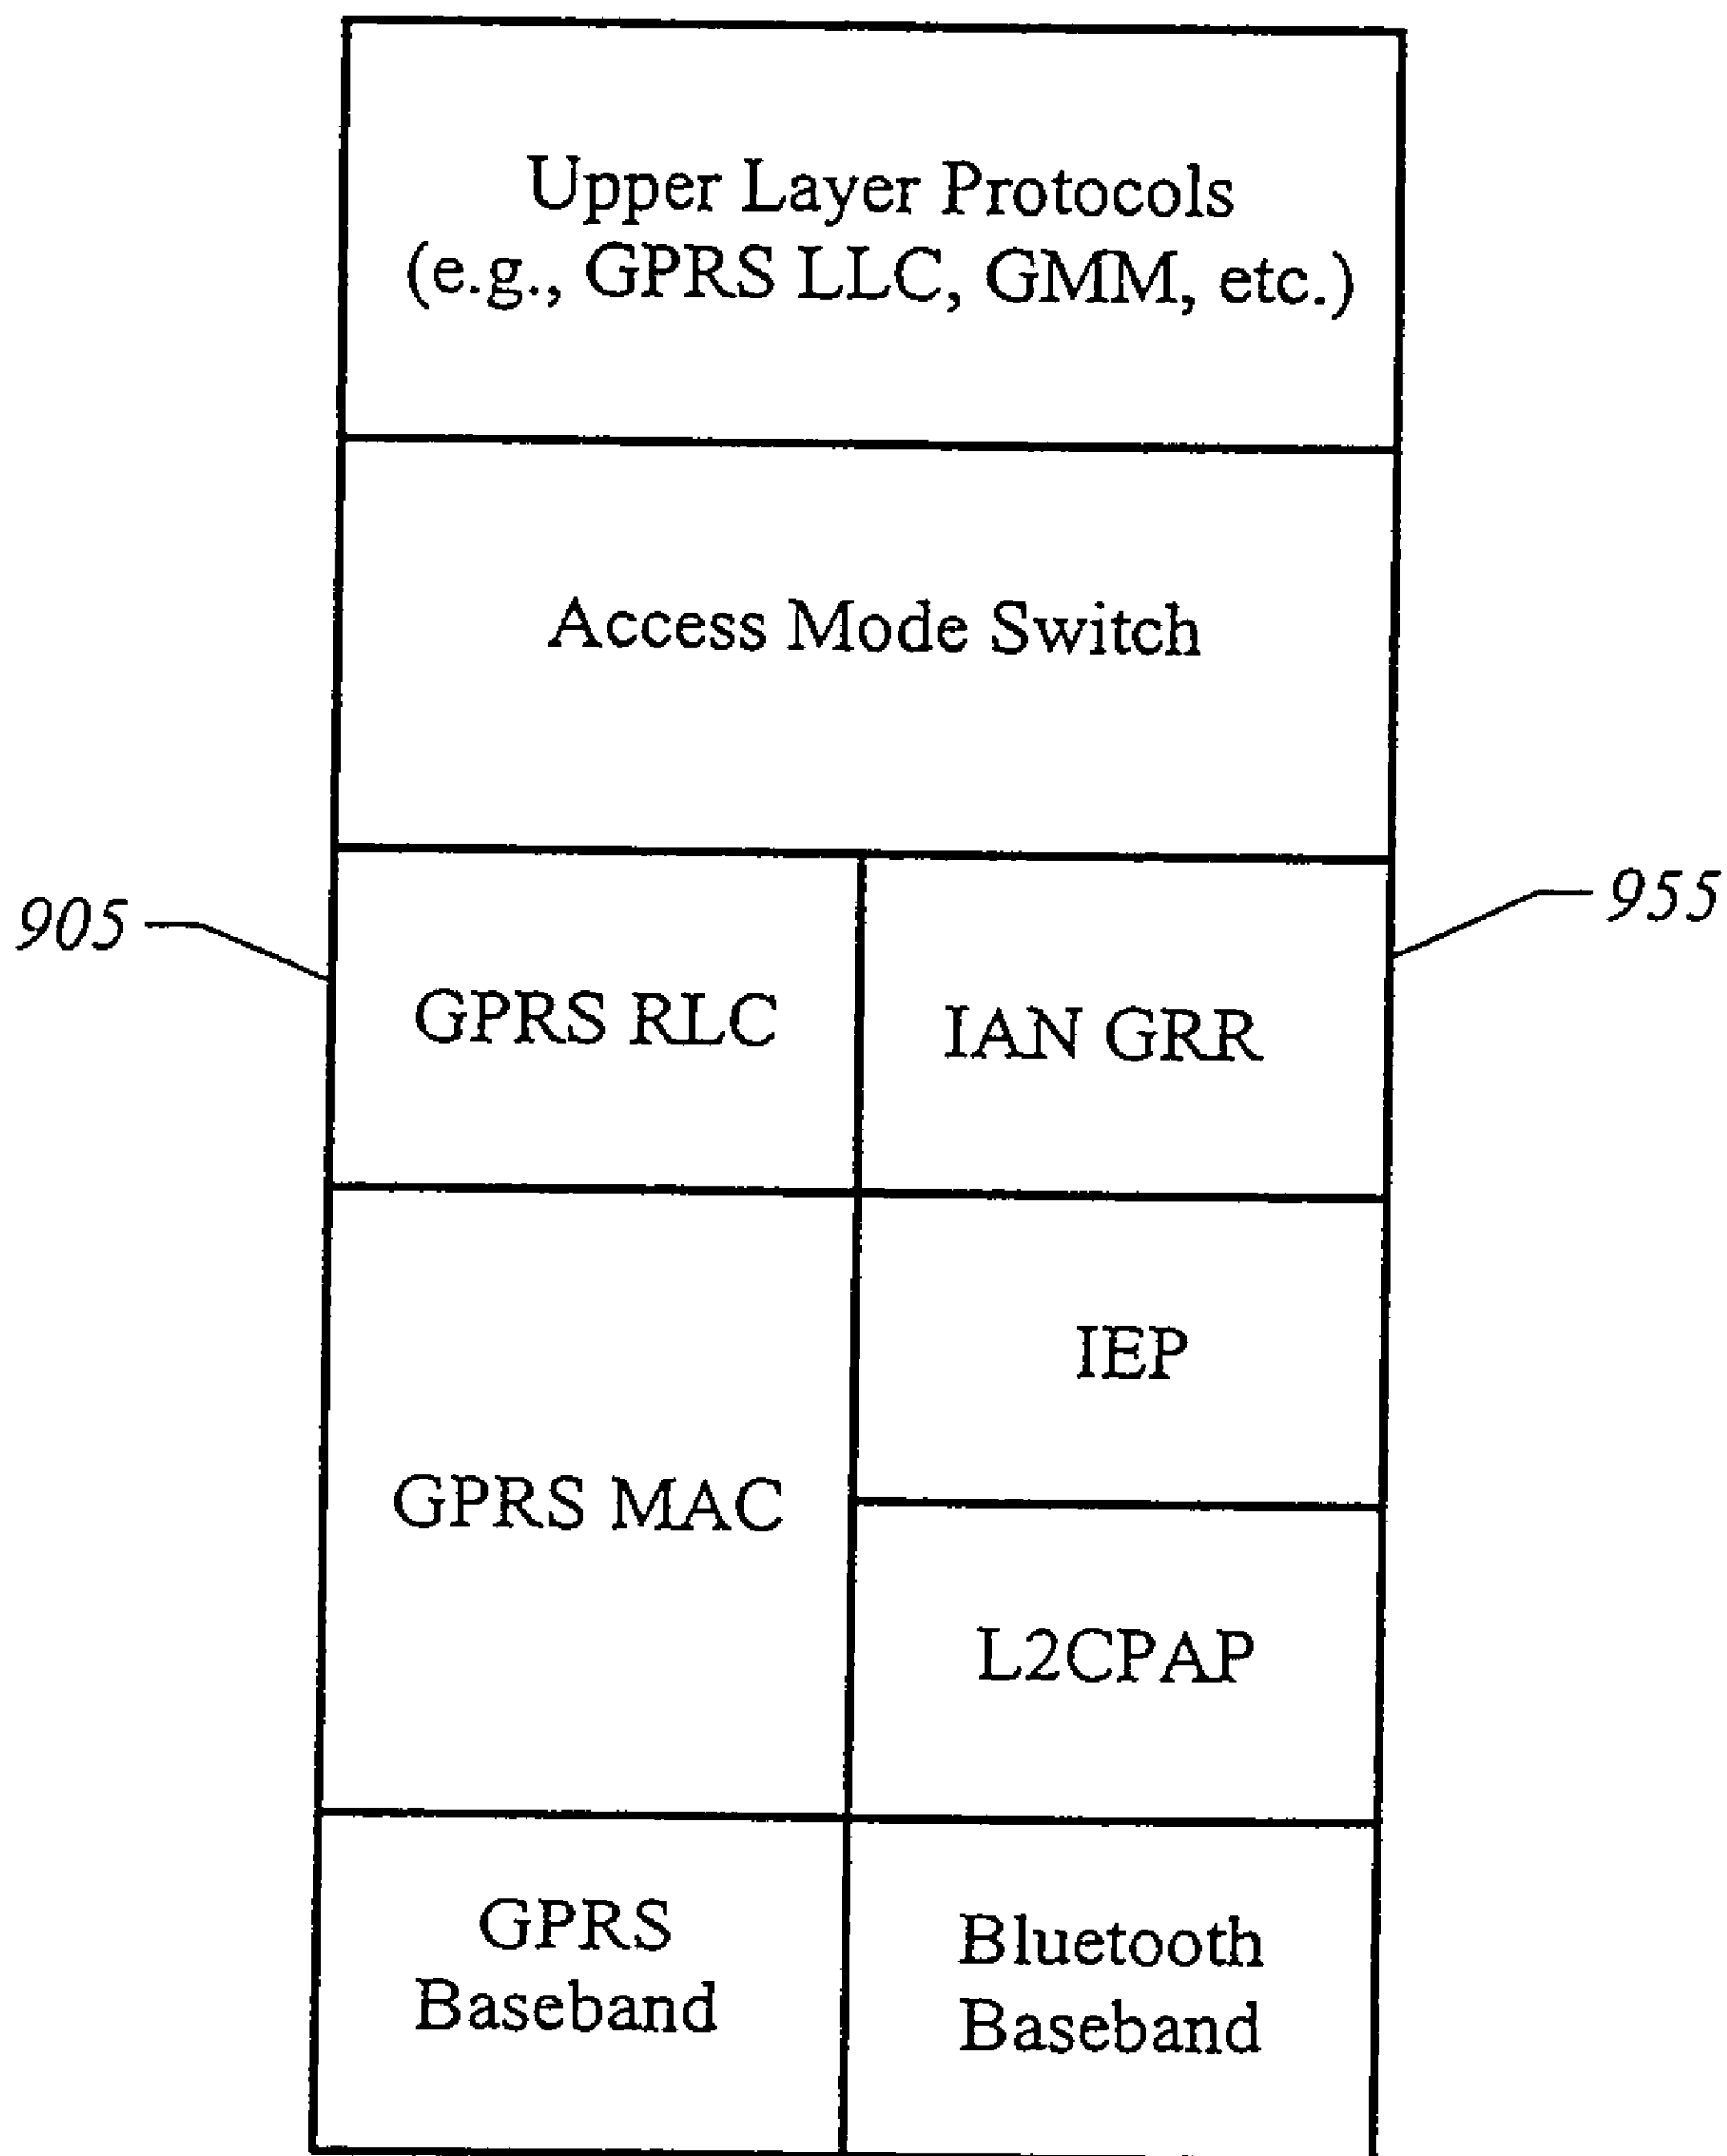 Upper Layer Protocols
(e.g., GPRS LLC, GMM, etc.)
Access Mode Switch
905
955
GPRS RLC
IAN GRR
IEP
GPRS MAC
L2CPAP
GPRS
Baseband
Bluetooth
Baseband